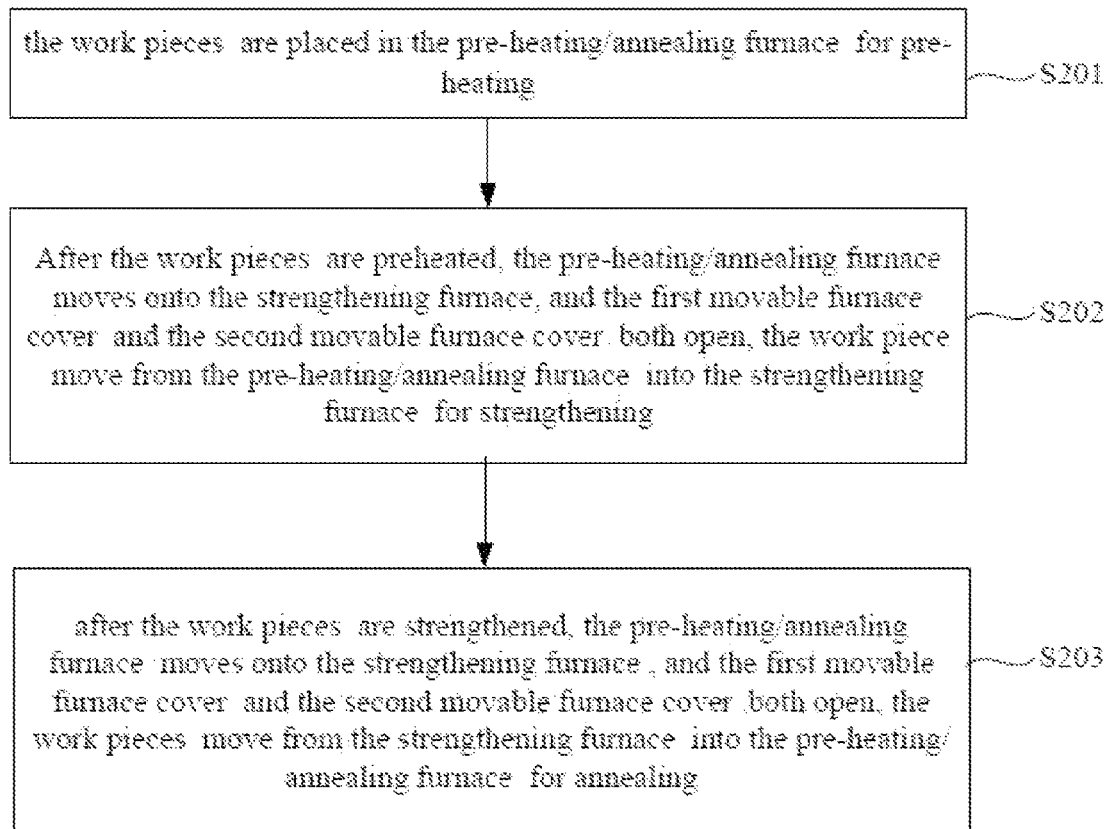 the work pieces are placed in the pre-heating/annealing furnace for pre-
heating
S201
After the work pieces are preheated, the pre-heating/annealing furnace
moves onto the strengthening furnace, and the first movable furnace
cover and the second movable furnace cover both open, the work piece
move from the pre-heating/annealing furnace into the strengthening
furnace for strengthening
S202
after the work pieces are strengthened, the pre-heating/annealing
furnace moves onto the strengthening furnace , and the first movable
furnace cover and the second movable furnace cover both open, the
work pieces move from the strengthening furnace into the pre-heating/
annealing furnace for annealing
S203